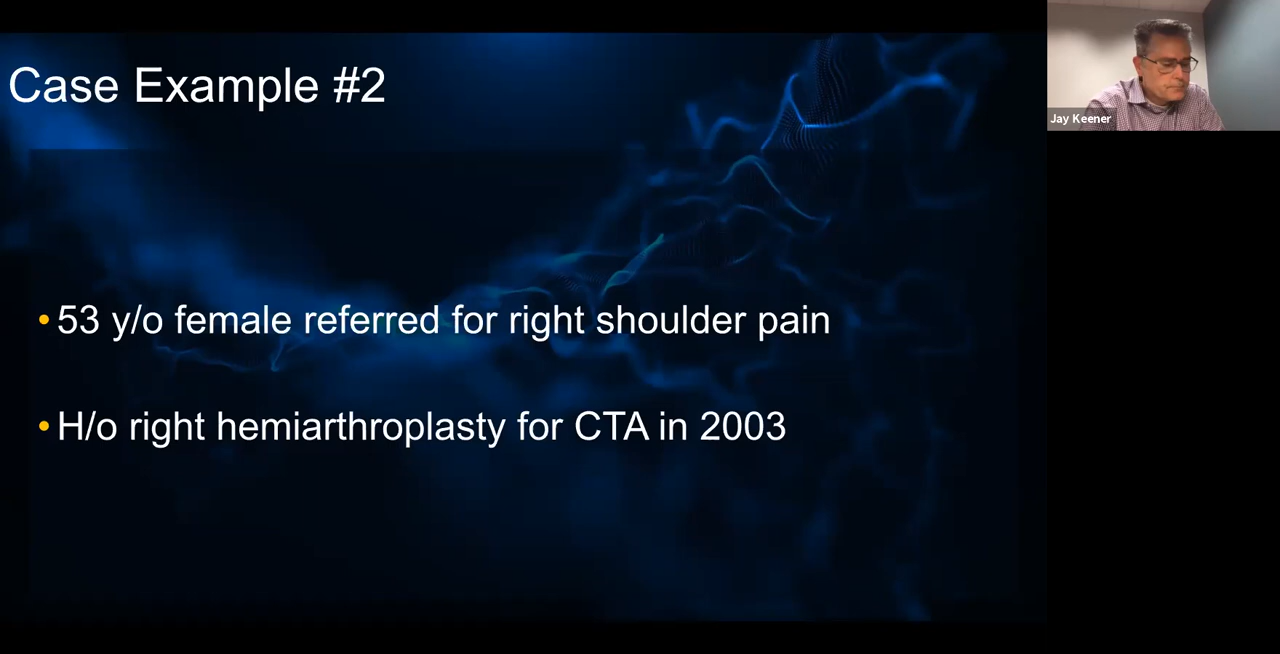 Case Example #2
• 53 y/o female referred for right shoulder pain
• H/o right hemiarthroplasty for CTA in 2003
Jay Keener